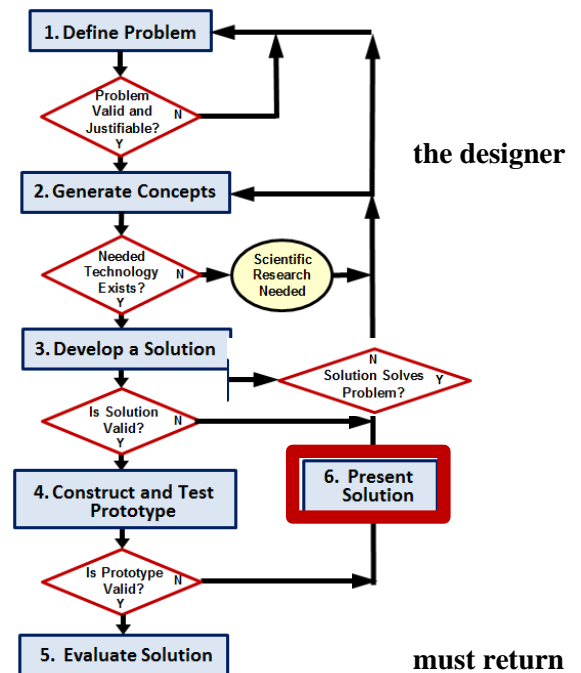 1. Define Problem
Problem
Valid and
Justifiable?
N
Y
the designer
2. Generate Concepts
Needed
Technology
Exists?
N
Y
Scientific
Research
Needed
3. Develop a Solution
N
Solution Solves
Problem?
Y
Is Solution
Valid?
N
Y
6. Present
Solution
4. Construct and Test
Prototype
Is Prototype
Valid?
N
Y
5. Evaluate Solution
must return